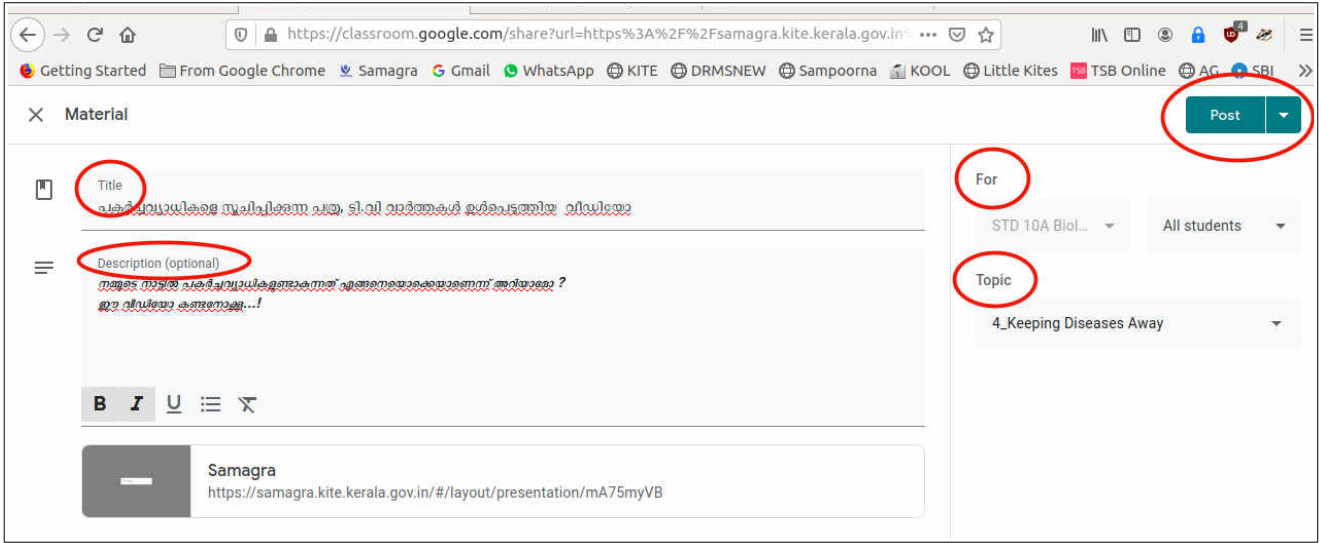 https://classroom.google.com/share?url=https%3A%2F%2Fsamagra.kite.kerala.gov.in
4
Getting Started From Google Chrome Samagra Gmail WhatsApp KITE DRMSNEW Sampoorna KOOL Little Kites TSB TSB Online AG SBI
Material
Post
Title
പകർച്ചവ്യാധികളെ സൂചിപ്പിക്കുന്ന പത്ര, ടി.വി വാർത്തകൾ ഉൾപെടുത്തിയ വീഡിയോ
Description (optional)
നമ്മുടെ നാട്ടിൽ പകർച്ചവ്യാധികളുണ്ടാകുന്നത് എങ്ങനെയൊക്കെയാണെന്ന് അറിയാമോ ?
ഈ വീഡിയോ കണ്ടുനോക്കൂ...!
B I U
Samagra
https://samagra.kite.kerala.gov.in/#/layout/presentation/mA75myVB
For
STD 10A Biol... All students
Topic
4_Keeping Diseases Away